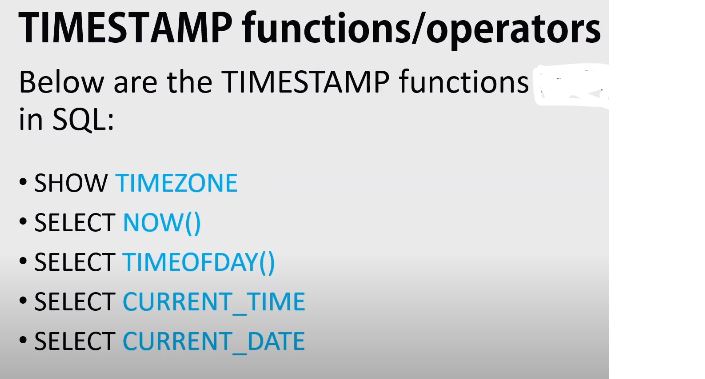 TIMESTAMP functions/operators
Below are the TIMESTAMP functions
in SQL:
• SHOW TIMEZONE
• SELECT NOW()
• SELECT TIMEOFDAY()
• SELECT CURRENT_TIME
• SELECT CURRENT_DATE